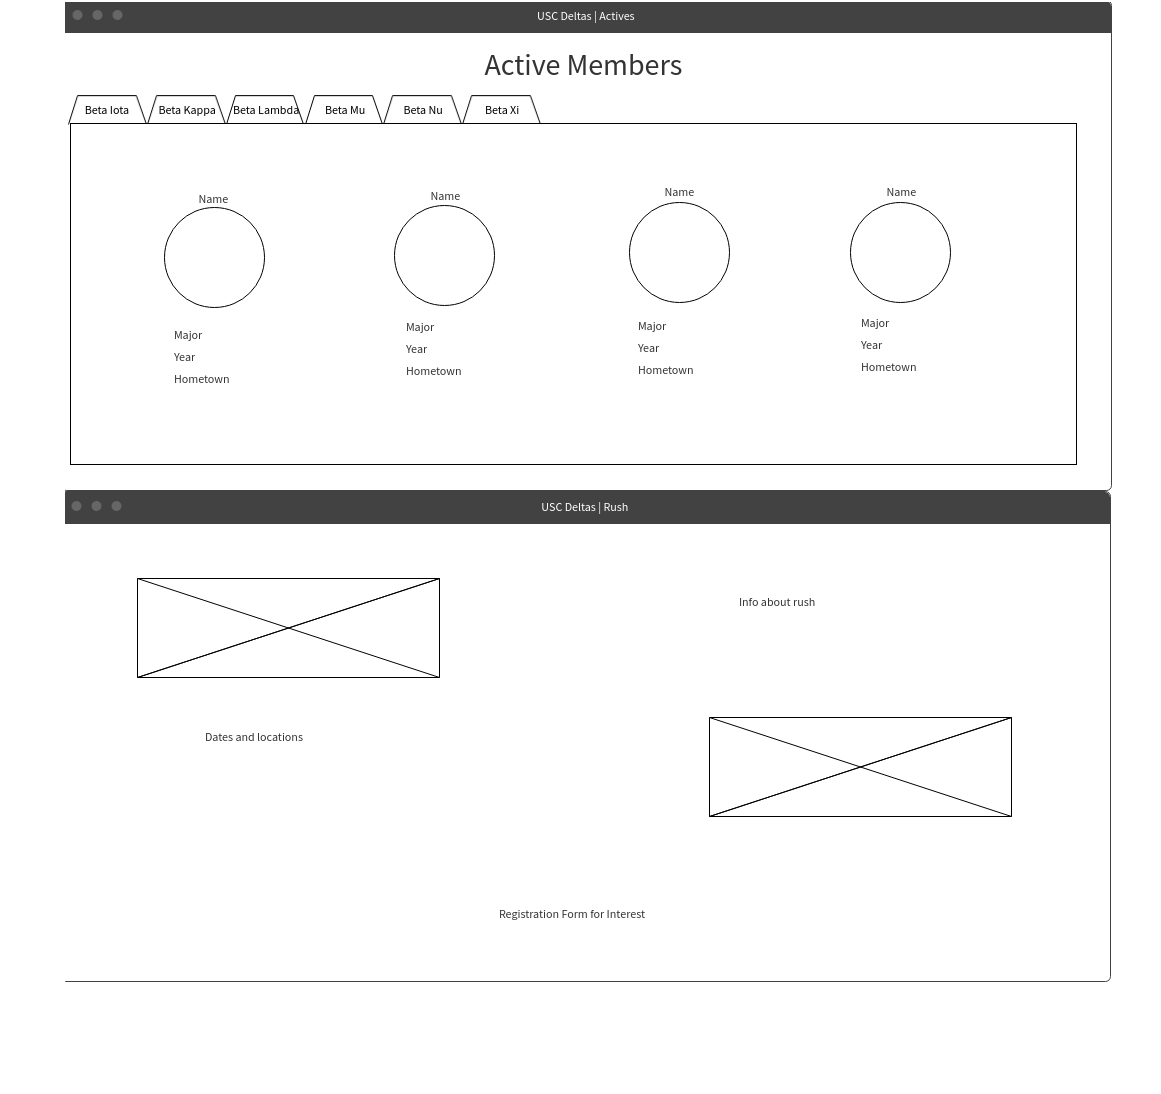 USC Deltas | Actives
Active Members
Beta Iota
Beta Kappa
Beta Lambda
Beta Mu
Beta Nu
Beta Xi
Name
Name
Name
Name
Major
Year
Hometown
Major
Year
Hometown
Major
Year
Hometown
Major
Year
Hometown
USC Deltas | Rush
Info about rush
Dates and locations
Registration Form for Interest